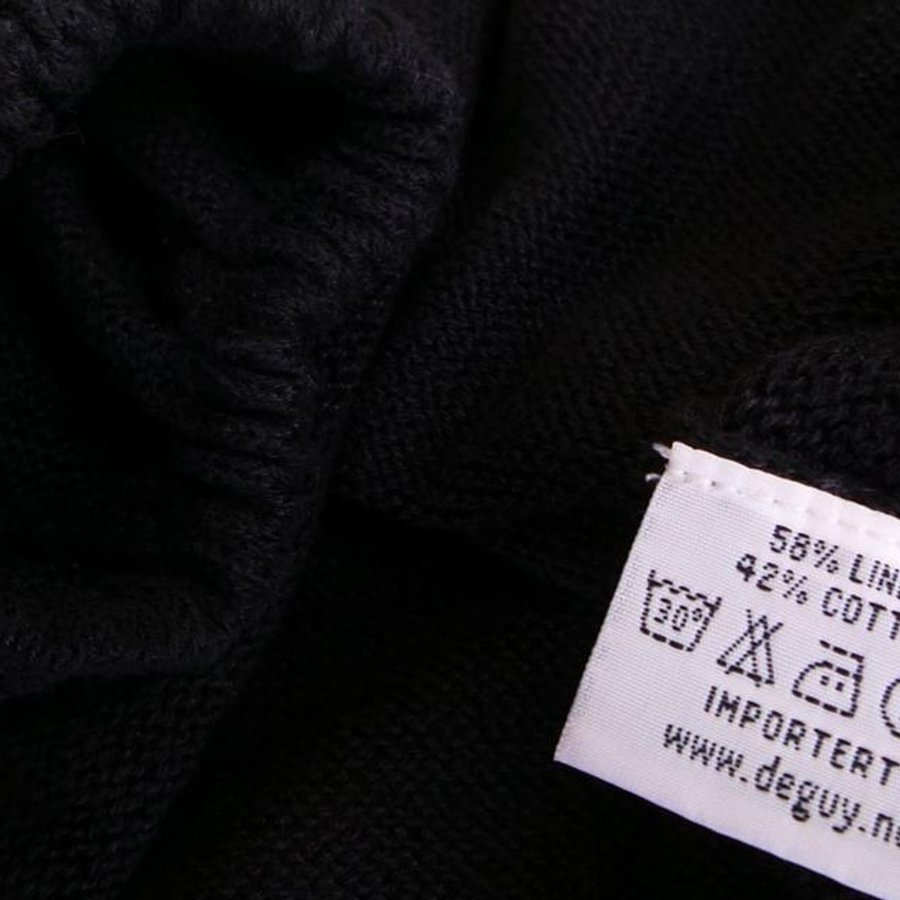 58% LIN
42% COTT
30°
IMPORTERT
www.deguy.n